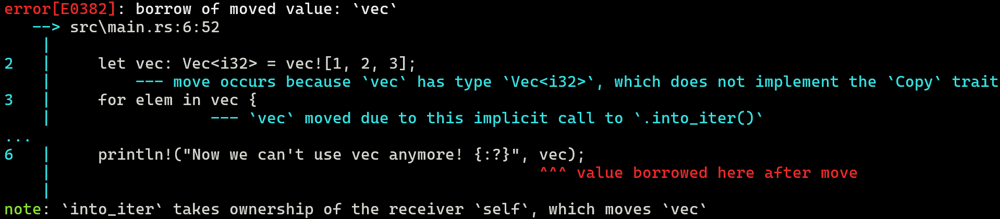 error[E0382]: borrow of moved value: `vec`
   --> src\main.rs:6:52
    |
2   |     let vec: Vec<i32> = vec![1, 2, 3];
    |         --- move occurs because `vec` has type `Vec<i32>`, which does not implement the `Copy` trait
3   |     for elem in vec {
    |                 --- `vec` moved due to this implicit call to `.into_iter()`
...
6   |     println!("Now we can't use vec anymore! {:?}", vec);
    |                                                    ^^^ value borrowed here after move
    |
note: `into_iter` takes ownership of the receiver `self`, which moves `vec`